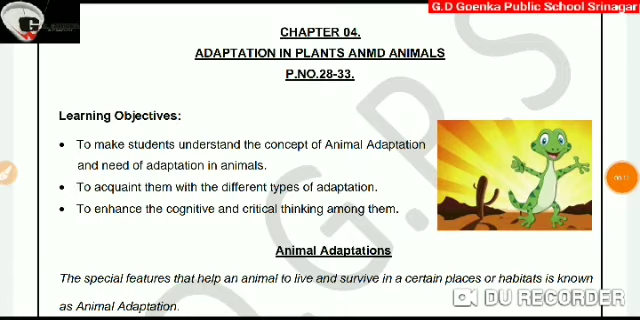 G.D Goenka Public School Srinagar
CHAPTER 04.
ADAPTATION IN PLANTS ANMD ANIMALS
P.NO.28-33.
Learning Objectives:
• To make students understand the concept of Animal Adaptation
and need of adaptation in animals.
• To acquaint them with the different types of adaptation.
• To enhance the cognitive and critical thinking among them.
Animal Adaptations
The special features that help an animal to live and survive in a certain places or habitats is known
as Animal Adaptation.
DU RECORDER
D.G.P.S